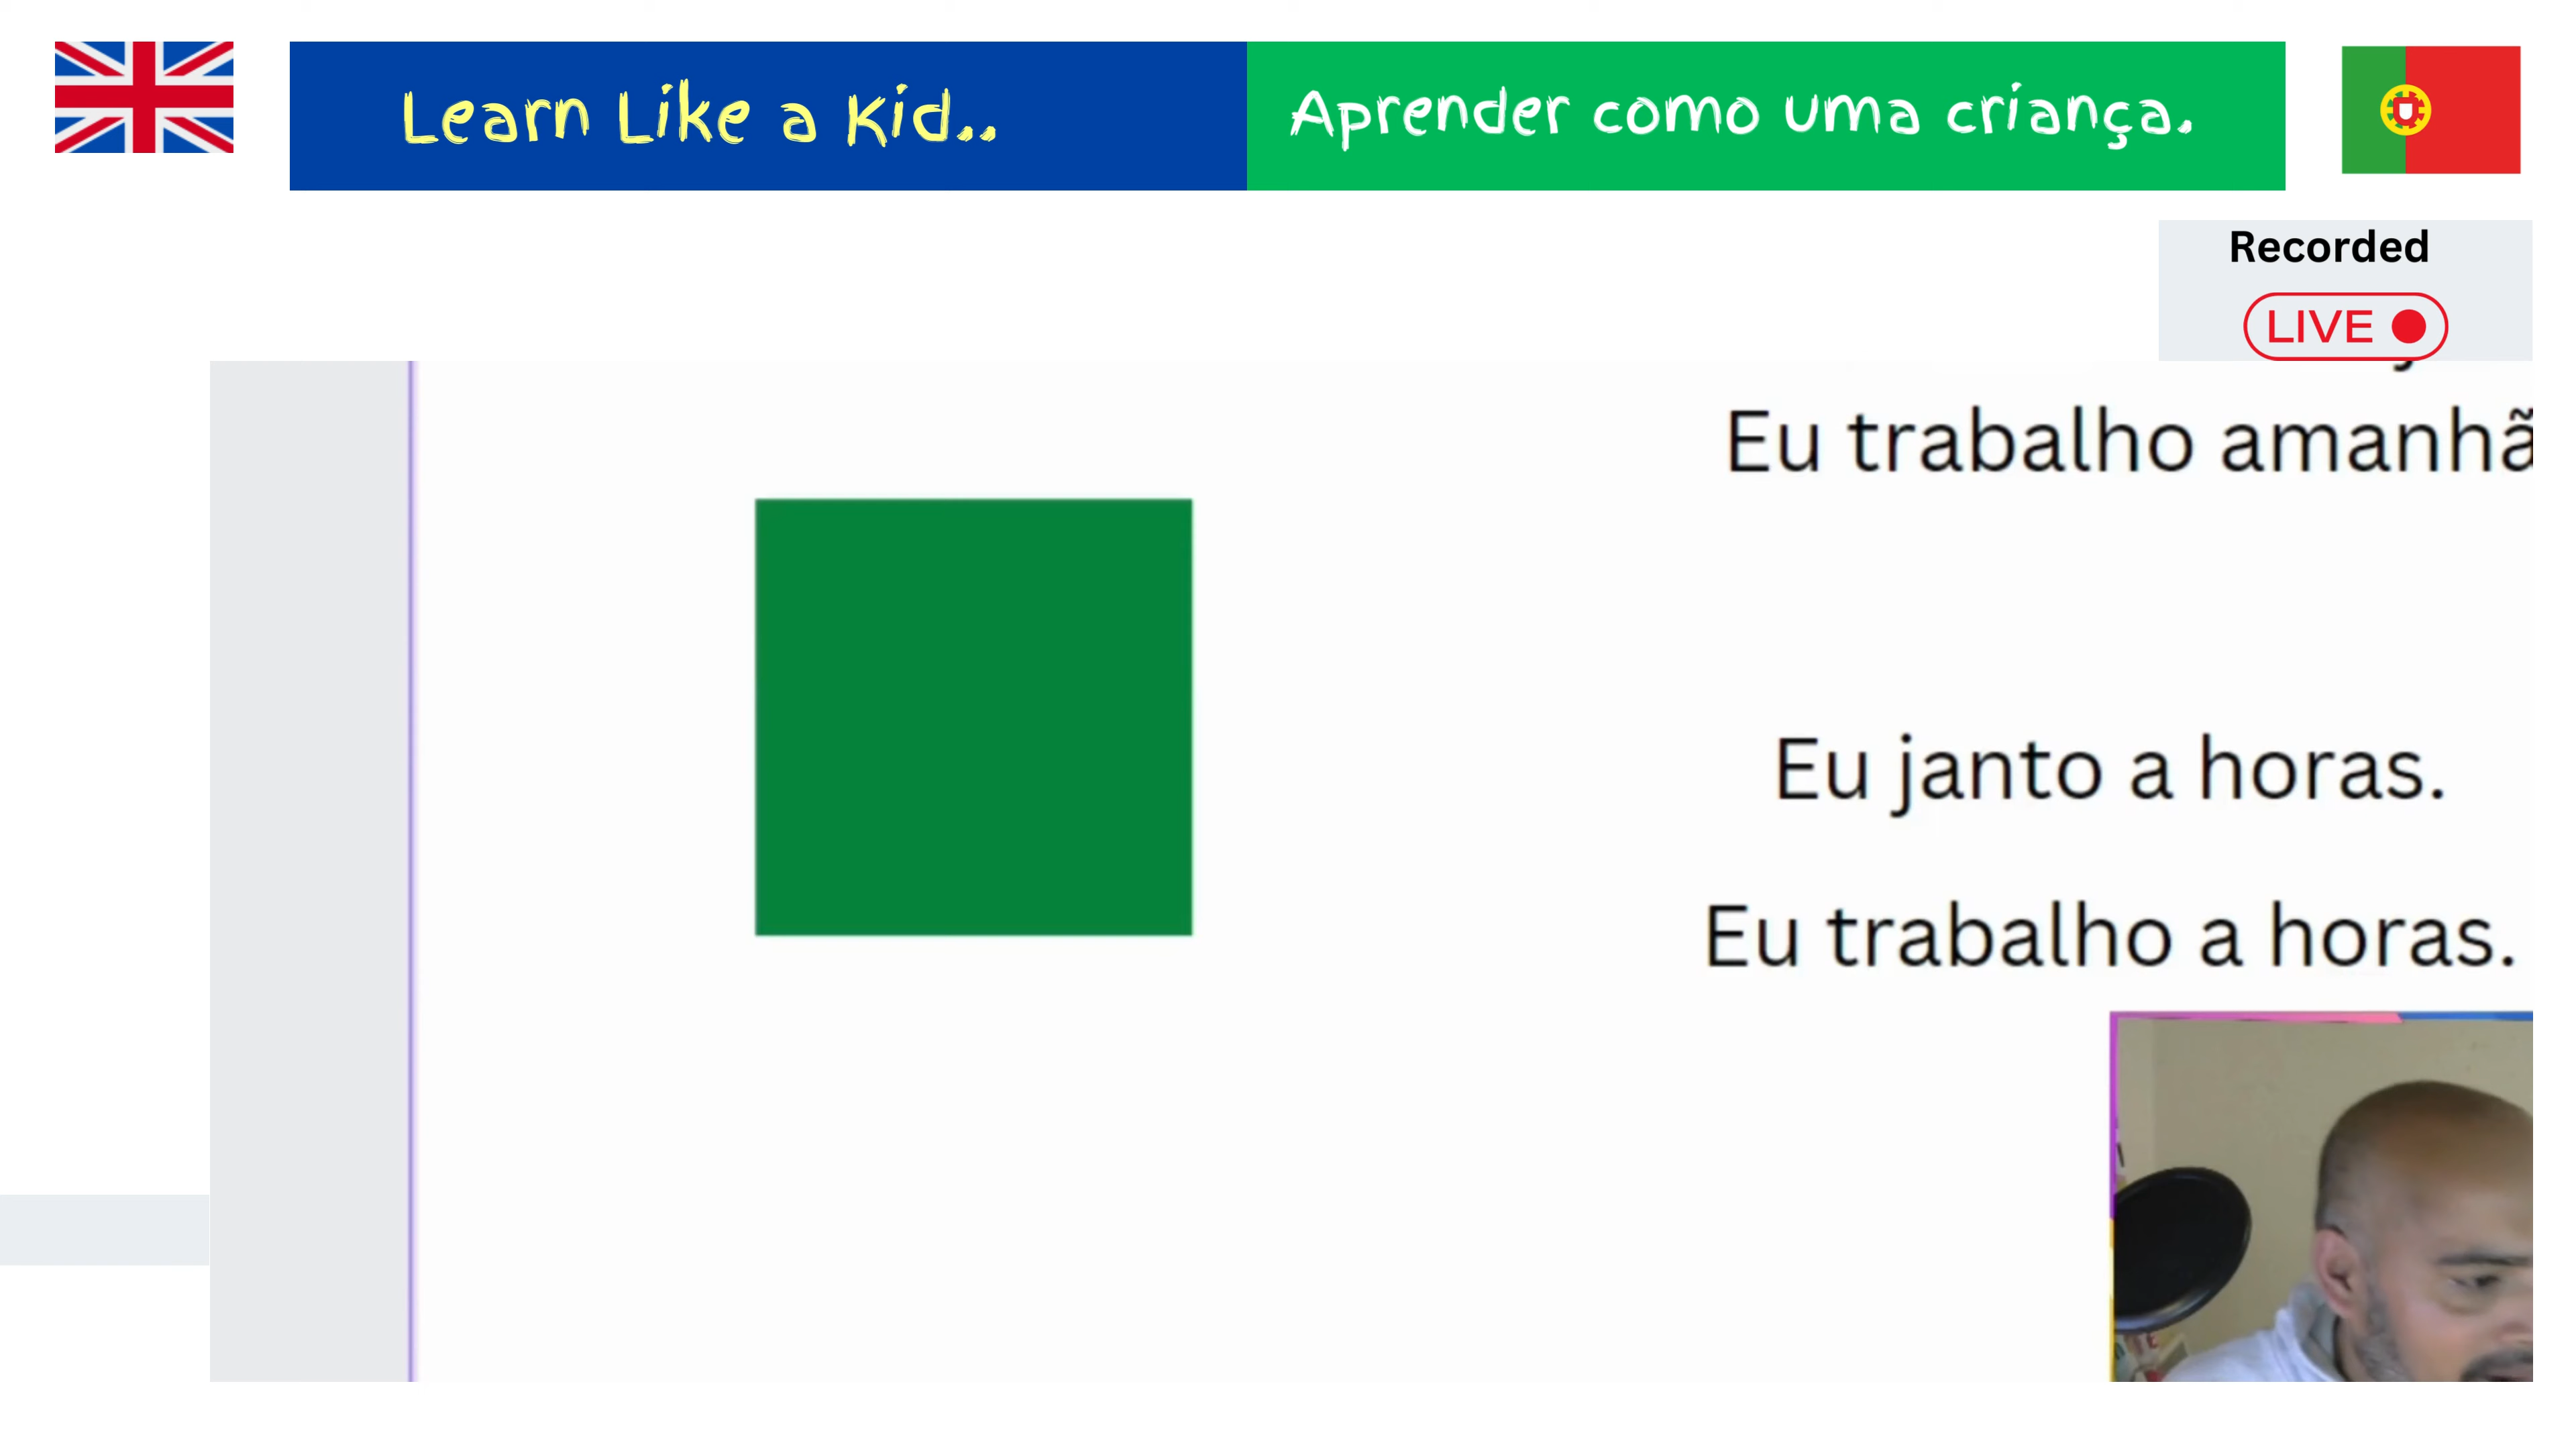 Learn Like a Kid..
Aprender como uma criança.
Recorded
LIVE
Eu trabalho amanhã
Eu janto a horas.
Eu trabalho a horas.